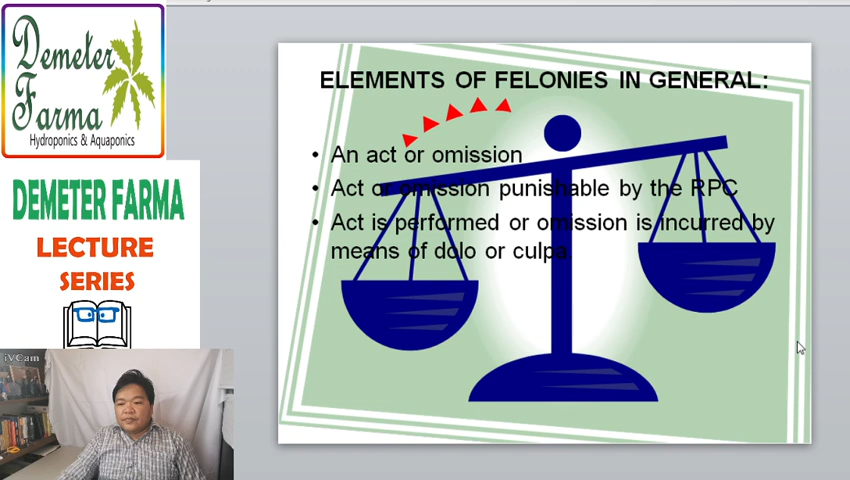 Demeter
Farma
Hydroponics & Aquaponics
DEMETER FARMA
LECTURE
SERIES
iVCam
ELEMENTS OF FELONIES IN GENERAL:
• An act or omission
• Act or omission punishable by the RPC
• Act is performed or omission is incurred by
means of dolo or culpa